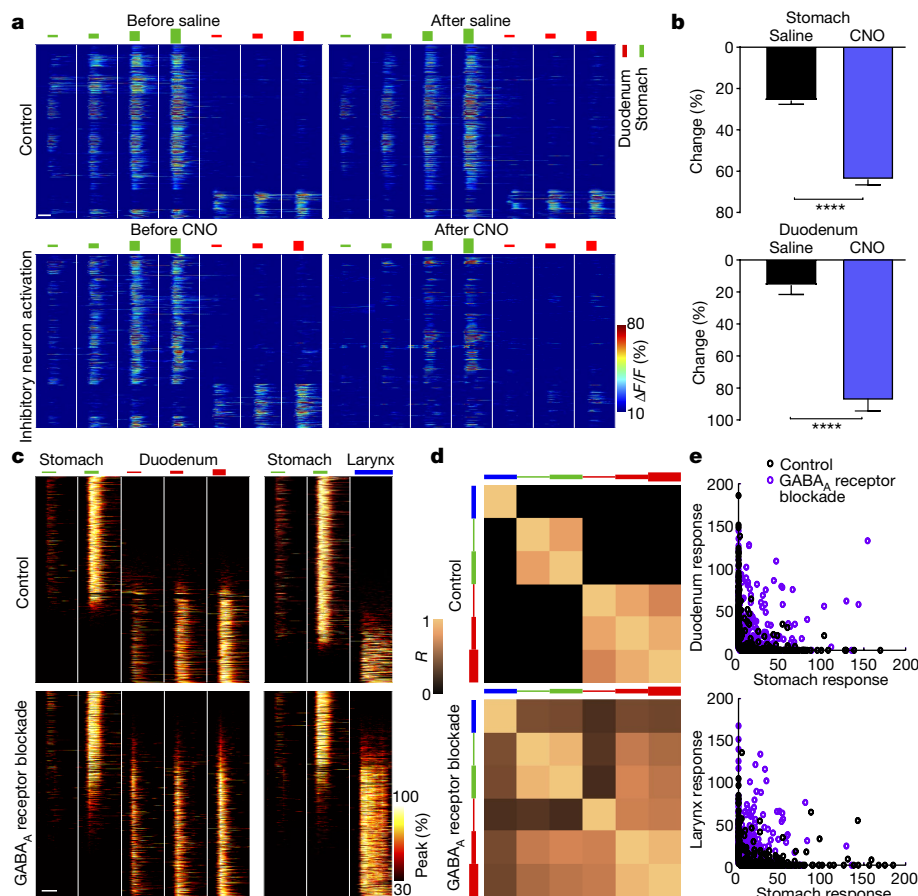 a
Before saline
After saline
Control
Duodenum
Stomach
Before CNO
After CNO
Inhibitory neuron activation
80
ΔF/F (%)
10
b
Stomach
Saline
CNO
Change (%)
0
20
40
60
80
****
Duodenum
Saline
CNO
Change (%)
0
20
40
60
80
100
****
c
Stomach
Duodenum
Stomach
Larynx
Control
GABAA receptor blockade
100
Peak (%)
30
d
Control
1
R
0
GABAA receptor blockade
e
Control
GABAA receptor
blockade
Duodenum response
200
150
100
50
0
0
50
100
150
200
Stomach response
Larynx response
200
150
100
50
0
0
50
100
150
200
Stomach response